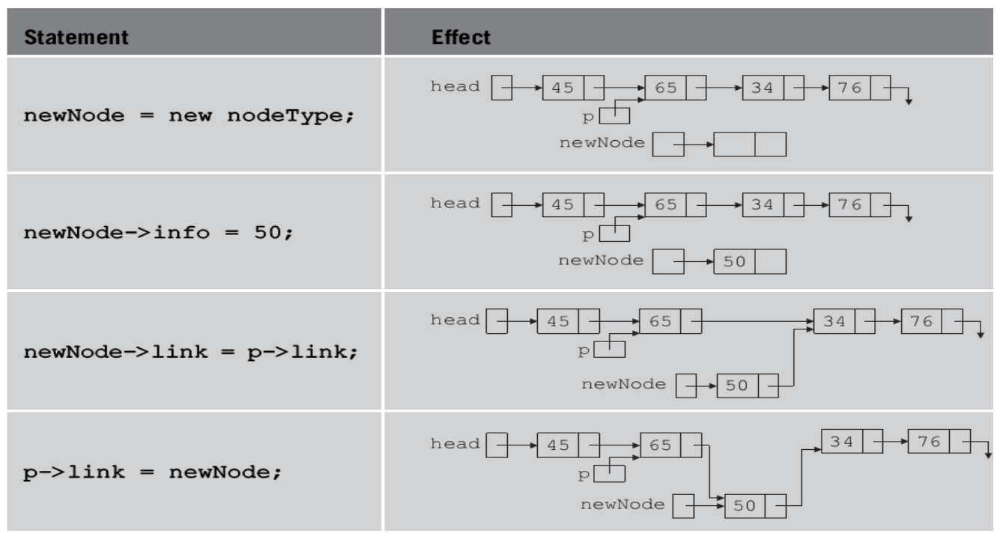 Statement Effect
newNode = new nodeType;
head 45 65 34 76
p
newNode
newNode->info = 50;
head 45 65 34 76
p
newNode 50
newNode->link = p->link;
head 45 65 34 76
p
newNode 50
p->link = newNode;
head 45 65 34 76
p
newNode 50